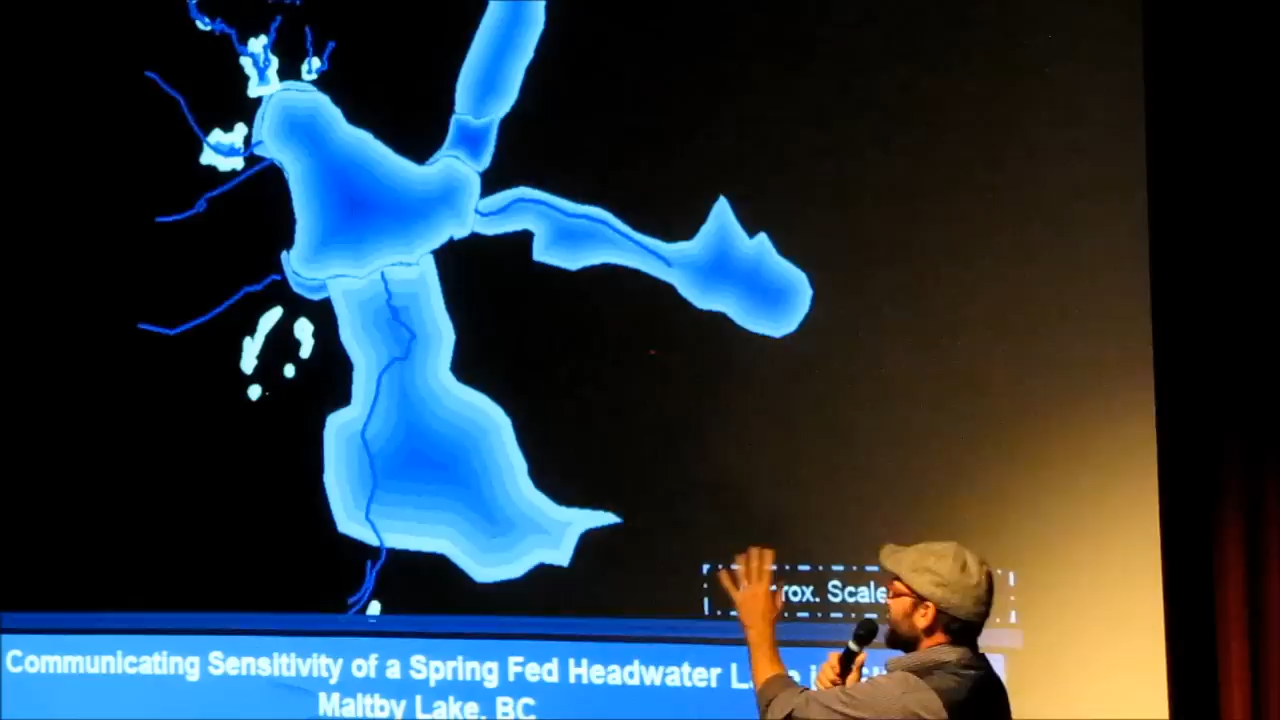 rox. Scale
Communicating Sensitivity of a Spring Fed Headwater L
Maltby Lake, BC